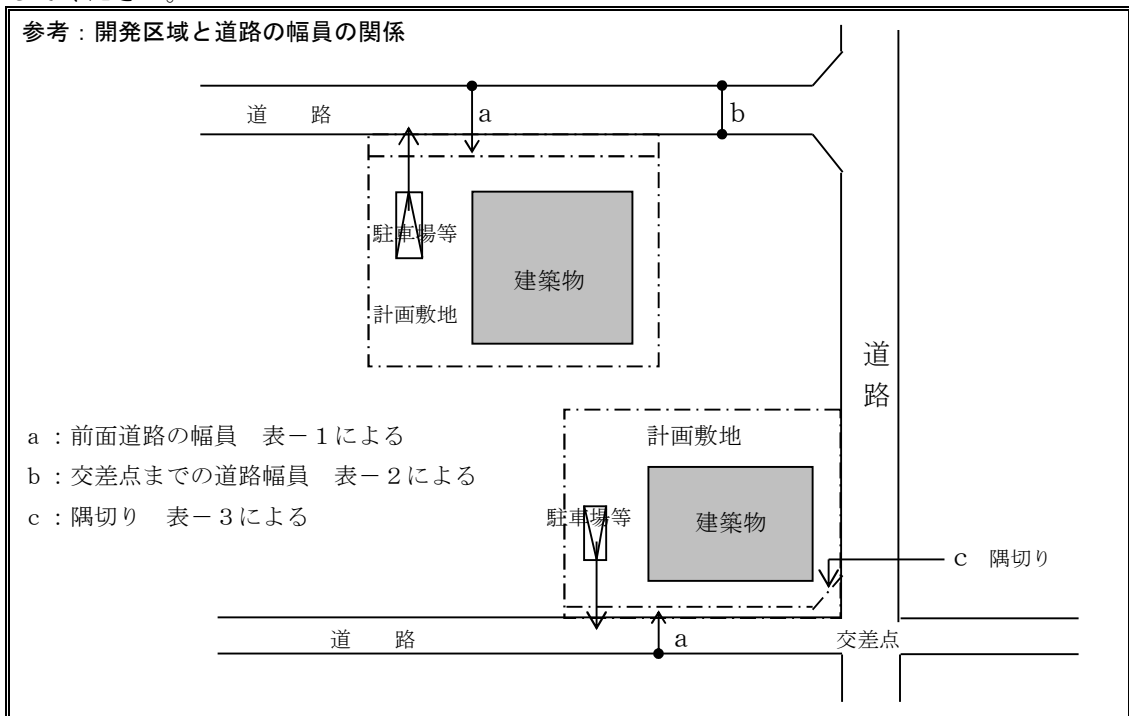 参考：開発区域と道路の幅員の関係
道　路
a
b
駐車場等
建築物
計画敷地
道路
a：前面道路の幅員　表－１による
b：交差点までの道路幅員　表－２による
c：隅切り　表－３による
計画敷地
駐車場等
建築物
c　隅切り
道　路
a
交差点